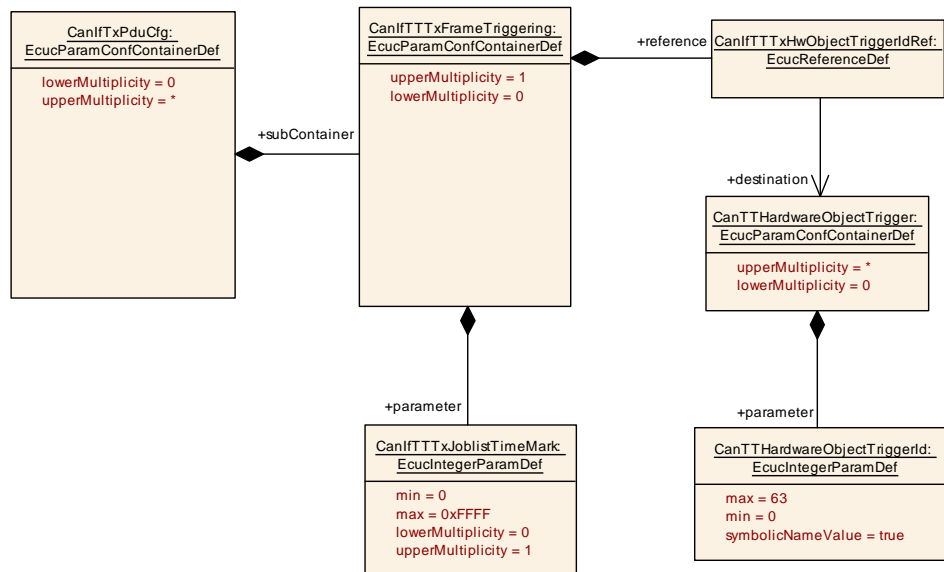 CanIfTxPduCfg:
EcucParamConfContainerDef
lowerMultiplicity = 0
upperMultiplicity = *
+subContainer
CanIfTTTxFrameTriggering:
EcucParamConfContainerDef
upperMultiplicity = 1
lowerMultiplicity = 0
+reference
CanIfTTTxHwObjectTriggerIdRef:
EcucReferenceDef
+destination
CanTTHardwareObjectTrigger:
EcucParamConfContainerDef
upperMultiplicity = *
lowerMultiplicity = 0
+parameter
CanIfTTTxJoblistTimeMark:
EcucIntegerParamDef
min = 0
max = 0xFFFF
lowerMultiplicity = 0
upperMultiplicity = 1
+parameter
CanTTHardwareObjectTriggerId:
EcucIntegerParamDef
max = 63
min = 0
symbolicNameValue = true